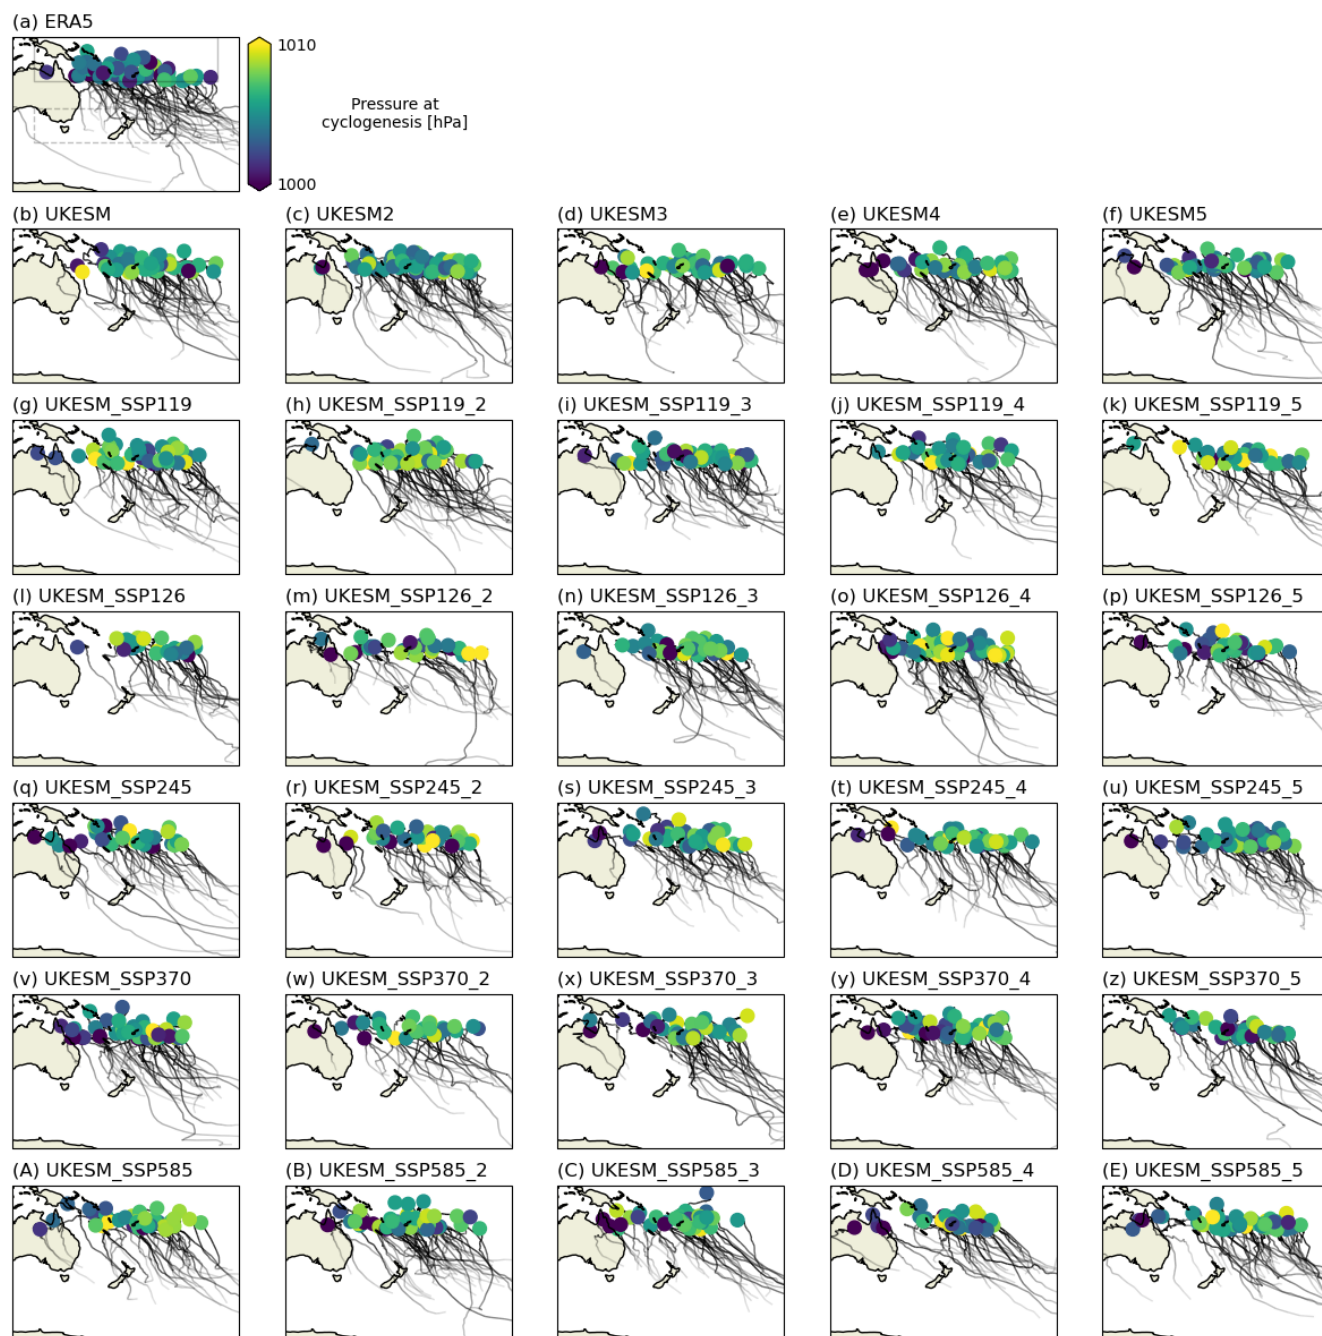 (a) ERA5
1010
Pressure at
cyclogenesis [hPa]
1000
(b) UKESM
(c) UKESM2
(d) UKESM3
(e) UKESM4
(f) UKESM5
(g) UKESM_SSP119
(h) UKESM_SSP119_2
(i) UKESM_SSP119_3
(j) UKESM_SSP119_4
(k) UKESM_SSP119_5
(l) UKESM_SSP126
(m) UKESM_SSP126_2
(n) UKESM_SSP126_3
(o) UKESM_SSP126_4
(p) UKESM_SSP126_5
(q) UKESM_SSP245
(r) UKESM_SSP245_2
(s) UKESM_SSP245_3
(t) UKESM_SSP245_4
(u) UKESM_SSP245_5
(v) UKESM_SSP370
(w) UKESM_SSP370_2
(x) UKESM_SSP370_3
(y) UKESM_SSP370_4
(z) UKESM_SSP370_5
(A) UKESM_SSP585
(B) UKESM_SSP585_2
(C) UKESM_SSP585_3
(D) UKESM_SSP585_4
(E) UKESM_SSP585_5